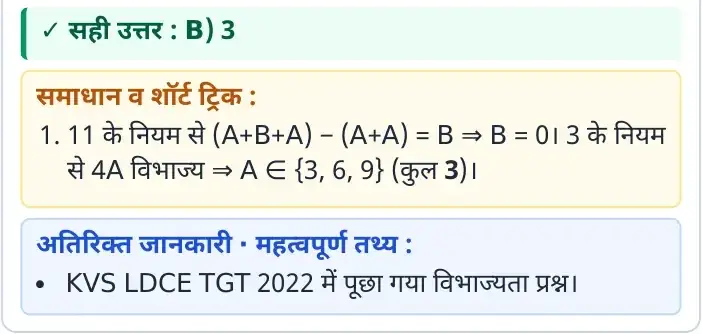 ✓ सही उत्तर : B) 3
समाधान व शॉर्ट ट्रिक :
1. 11 के नियम से (A+B+A) − (A+A) = B ⇒ B = 0। 3 के नियम
से 4A विभाज्य ⇒ A ∈ {3, 6, 9} (कुल 3)।
अतिरिक्त जानकारी · महत्वपूर्ण तथ्य :
• KVS LDCE TGT 2022 में पूछा गया विभाज्यता प्रश्न।